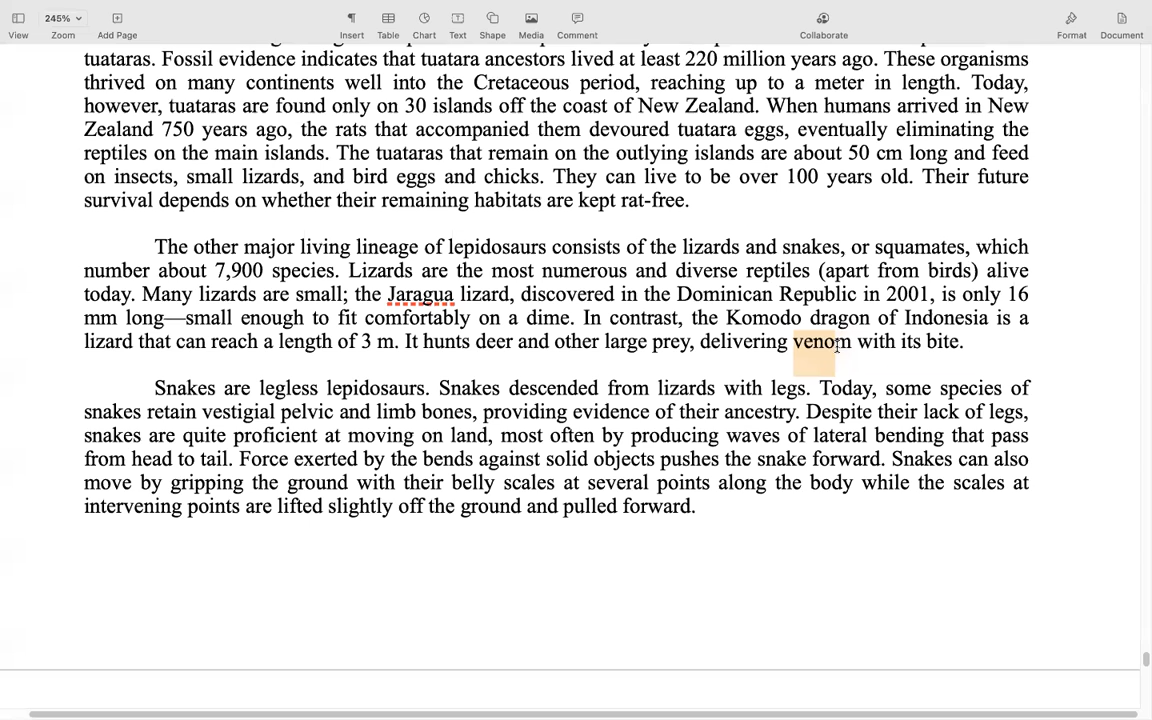 245%
View
Zoom
Add Page
Insert
Table
Chart
Text
Shape
Media
Comment
Collaborate
Format
Document
tuataras. Fossil evidence indicates that tuatara ancestors lived at least 220 million years ago. These organisms
thrived on many continents well into the Cretaceous period, reaching up to a meter in length. Today,
however, tuataras are found only on 30 islands off the coast of New Zealand. When humans arrived in New
Zealand 750 years ago, the rats that accompanied them devoured tuatara eggs, eventually eliminating the
reptiles on the main islands. The tuataras that remain on the outlying islands are about 50 cm long and feed
on insects, small lizards, and bird eggs and chicks. They can live to be over 100 years old. Their future
survival depends on whether their remaining habitats are kept rat-free.
The other major living lineage of lepidosaurs consists of the lizards and snakes, or squamates, which
number about 7,900 species. Lizards are the most numerous and diverse reptiles (apart from birds) alive
today. Many lizards are small; the Jaragua lizard, discovered in the Dominican Republic in 2001, is only 16
mm long—small enough to fit comfortably on a dime. In contrast, the Komodo dragon of Indonesia is a
lizard that can reach a length of 3 m. It hunts deer and other large prey, delivering venom with its bite.
Snakes are legless lepidosaurs. Snakes descended from lizards with legs. Today, some species of
snakes retain vestigial pelvic and limb bones, providing evidence of their ancestry. Despite their lack of legs,
snakes are quite proficient at moving on land, most often by producing waves of lateral bending that pass
from head to tail. Force exerted by the bends against solid objects pushes the snake forward. Snakes can also
move by gripping the ground with their belly scales at several points along the body while the scales at
intervening points are lifted slightly off the ground and pulled forward.